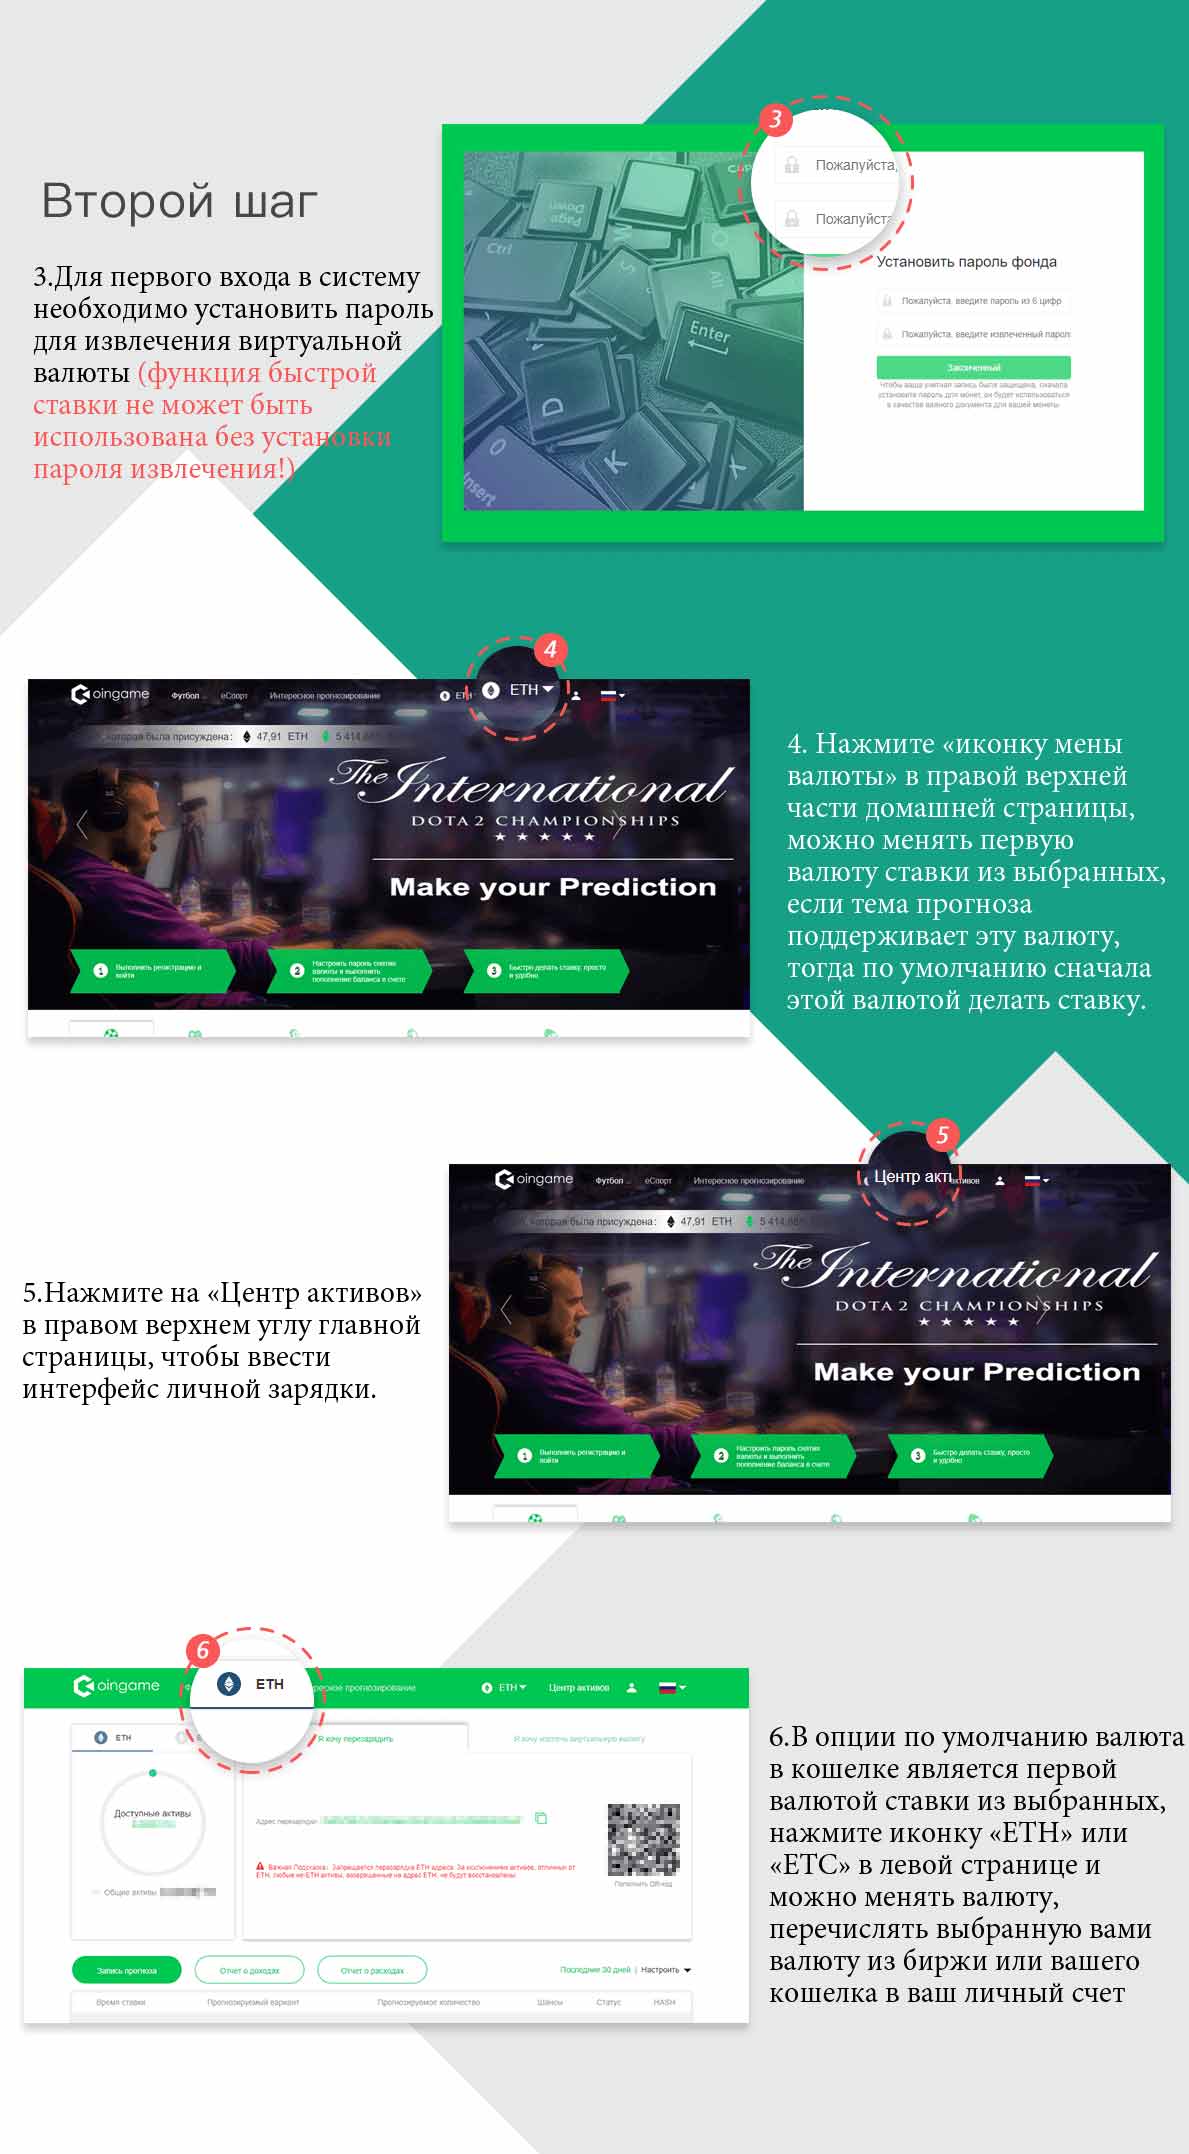 Второй шаг
3.Для первого входа в систему
необходимо установить пароль
для извлечения виртуальной
валюты (функция быстрой
ставки не может быть
использована без установки
пароля извлечения!)
3
Пожалуйста,
Пожалуйста
Ctrl
Page
Down
Alt
Enter
Insert
Установить пароль фонда
Пожалуйста, введите пароль из 6 цифр
Пожалуйста, введите извлеченный парол
Законченный
Чтобы ваша учетная запись была защищена, сначала
установите пароль для монет, он будет использоваться
в качестве важного документа для вашей монеты
4
oingame Футбол еСпорт Интересное прогнозирование ETH ETH
которая была присуждена: 47,91 ETH 5 414,88
The International
DOTA 2 CHAMPIONSHIPS
Make your Prediction
1 Выполнить регистрацию и
войти
2 Настроить пароль снятия
валюты и выполнить
пополнение баланса в счете
3 Быстро делать ставку, просто
и удобно
4. Нажмите «иконку мены
валюты» в правой верхней
части домашней страницы,
можно менять первую
валюту ставки из выбранных,
если тема прогноза
поддерживает эту валюту,
тогда по умолчанию сначала
этой валютой делать ставку.
5
oingame Футбол еСпорт Интересное прогнозирование Центр акти активов
которая была присуждена: 47,91 ETH 5 414,88
The International
DOTA 2 CHAMPIONSHIPS
Make your Prediction
1 Выполнить регистрацию и
войти
2 Настроить пароль снятия
валюты и выполнить
пополнение баланса в счете
3 Быстро делать ставку, просто
и удобно
5.Нажмите на «Центр активов»
в правом верхнем углу главной
страницы, чтобы ввести
интерфейс личной зарядки.
6
ETH
oingame ересное прогнозирование ETH Центр активов
ETH
Я хочу перезарядить
Я хочу извлечь виртуальную валюту
Доступные активы
Общие активы
Адрес перезарядки
Важная Подсказка: Запрещается перезарядка ETH адреса. За исключением активов, отличных от
ETH, любые не-ETH активы, возвращенные на адрес ETH, не будут восстановлены
Пополнить QR-код
Запись прогноза Отчет о доходах Отчет о расходах Последние 30 дней | Настроить
Время ставки Прогнозируемый вариант Прогнозируемое количество Шансы Статус HASH
6.В опции по умолчанию валюта
в кошелке является первой
валютой ставки из выбранных,
нажмите иконку «ETH» или
«ETC» в левой странице и
можно менять валюту,
перечислять выбранную вами
валюту из биржи или вашего
кошелка в ваш личный счет